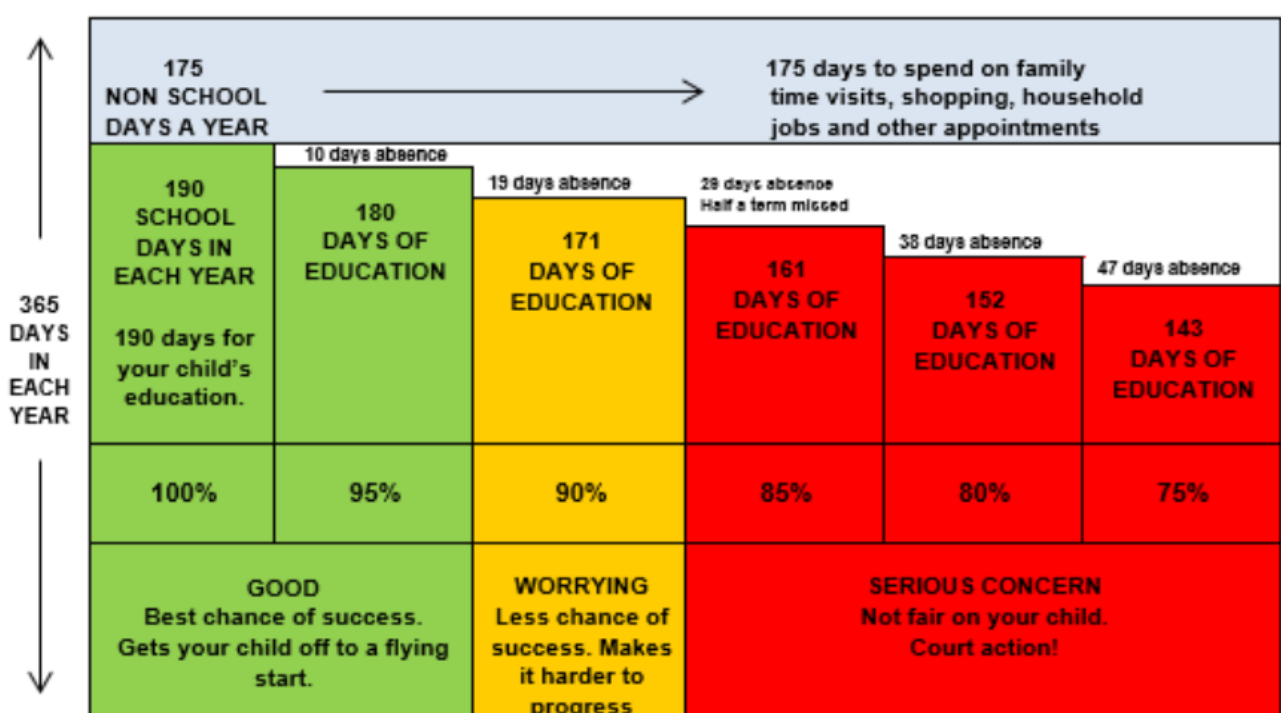 365
DAYS
IN
EACH
YEAR
175
NON SCHOOL
DAYS A YEAR
175 days to spend on family
time visits, shopping, household
jobs and other appointments
190
SCHOOL
DAYS IN
EACH YEAR
190 days for
your child's
education.
10 days absence
180
DAYS OF
EDUCATION
19 days absence
171
DAYS OF
EDUCATION
29 days absence
Half a term missed
161
DAYS OF
EDUCATION
38 days absence
152
DAYS OF
EDUCATION
47 days absence
143
DAYS OF
EDUCATION
100%
95%
90%
85%
80%
75%
GOOD
Best chance of success.
Gets your child off to a flying
start.
WORRYING
Less chance of
success. Makes
it harder to
progress
SERIOUS CONCERN
Not fair on your child.
Court action!